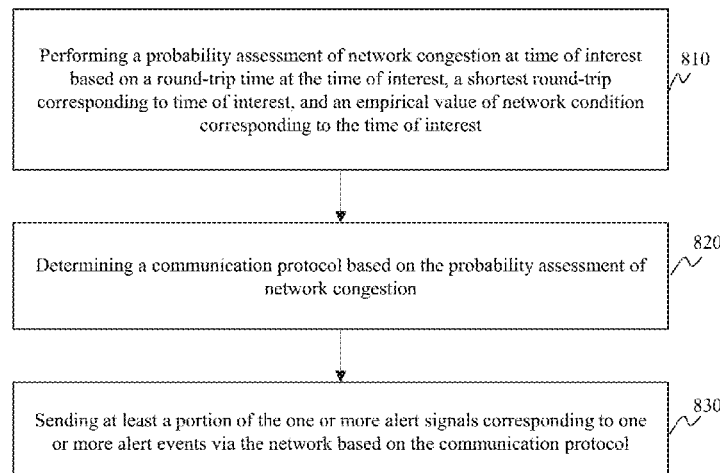 Performing a probability assessment of network congestion at time of interest
based on a round-trip time at the time of interest, a shortest round-trip
corresponding to time of interest, and an empirical value of network condition
corresponding to the time of interest
810
Determining a communication protocol based on the probability assessment of
network congestion
820
Sending at least a portion of the one or more alert signals corresponding to one
or more alert events via the network based on the communication protocol
830